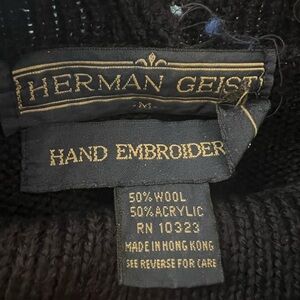 HERMAN GEIST
-M-
HAND EMBROIDER
50% WOOL
50% ACRYLIC
RN 10323
MADE IN HONG KONG
SEE REVERSE FOR CARE